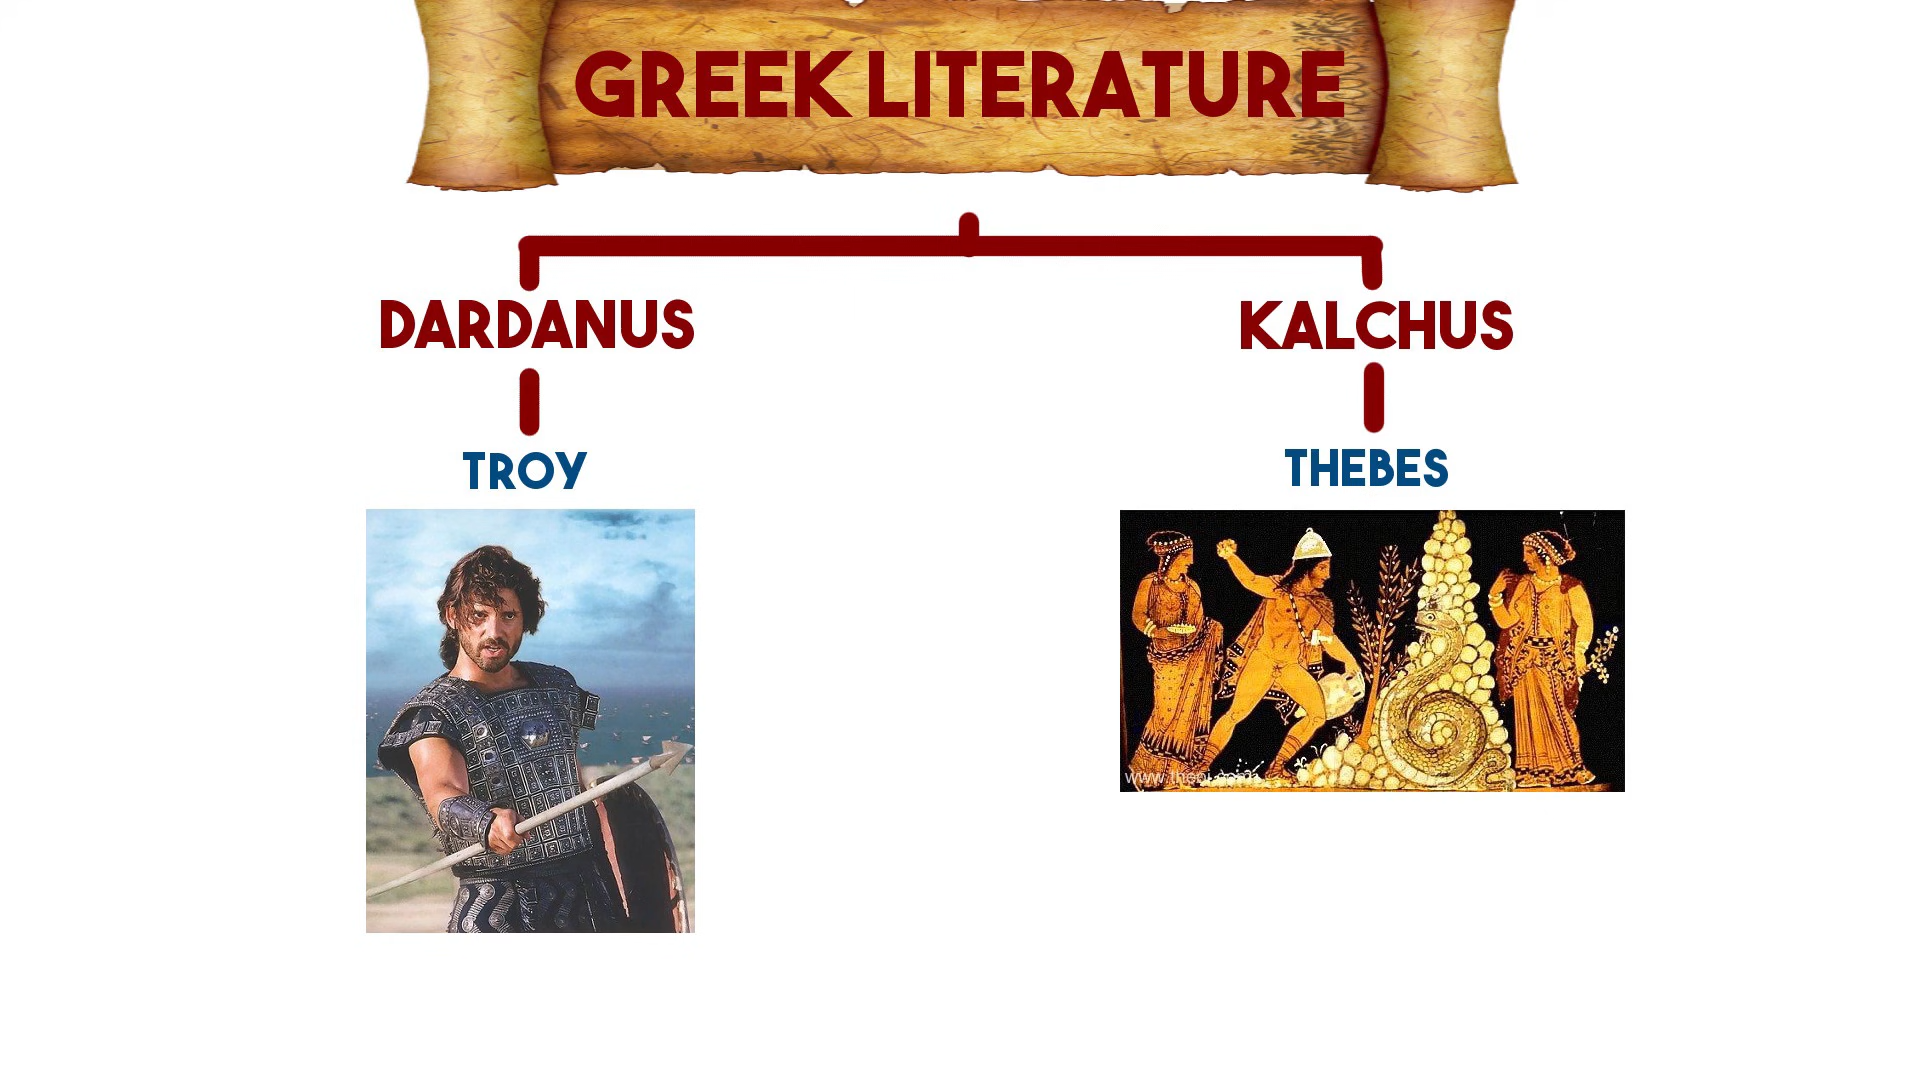 GREEK LITERATURE
DARDANUS
KALCHUS
TROY
THEBES